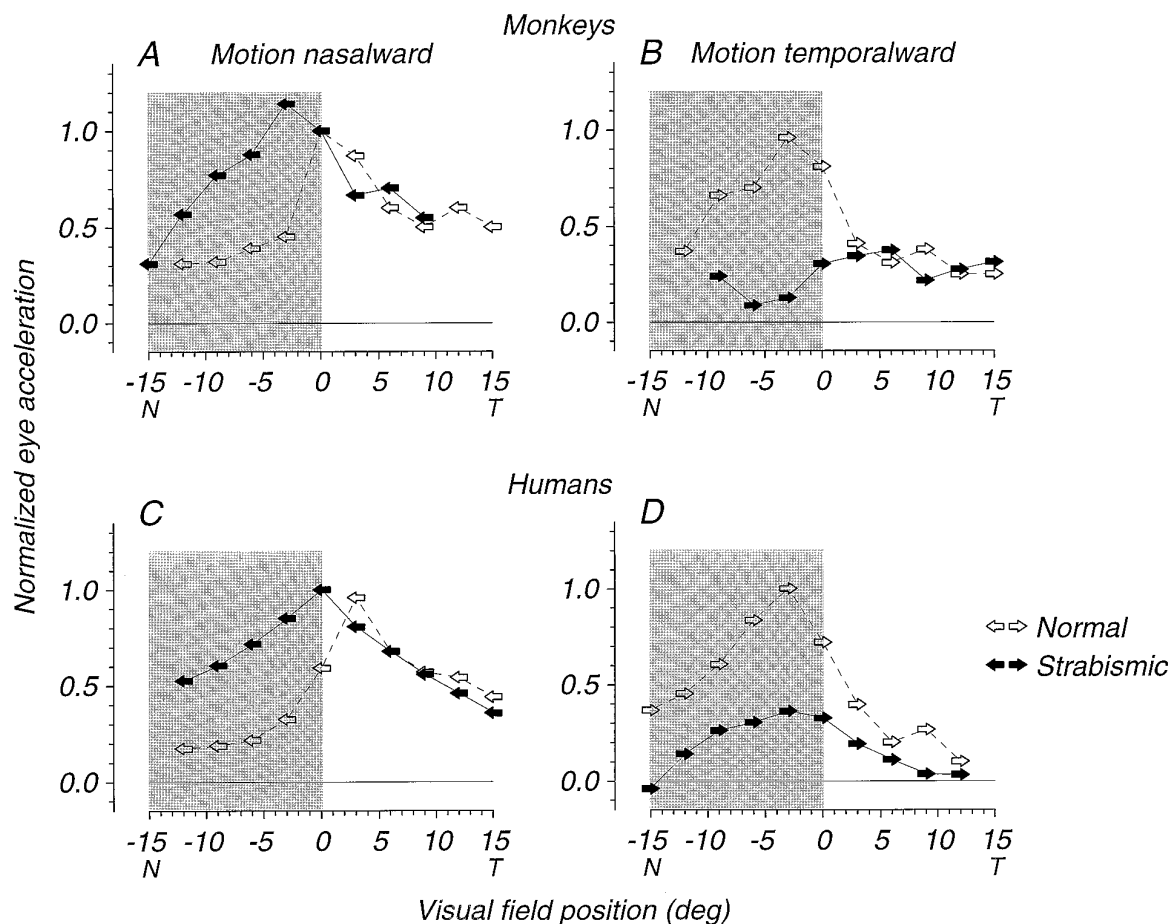 Monkeys
A Motion nasalward
B Motion temporalward
1.0
0.5
0.0
-15 -10 -5 0 5 10 15
N T
1.0
0.5
0.0
-15 -10 -5 0 5 10 15
N T
Normalized eye acceleration
Humans
C
D
1.0
0.5
0.0
-15 -10 -5 0 5 10 15
N T
1.0
0.5
0.0
-15 -10 -5 0 5 10 15
N T
Normal
Strabismic
Visual field position (deg)